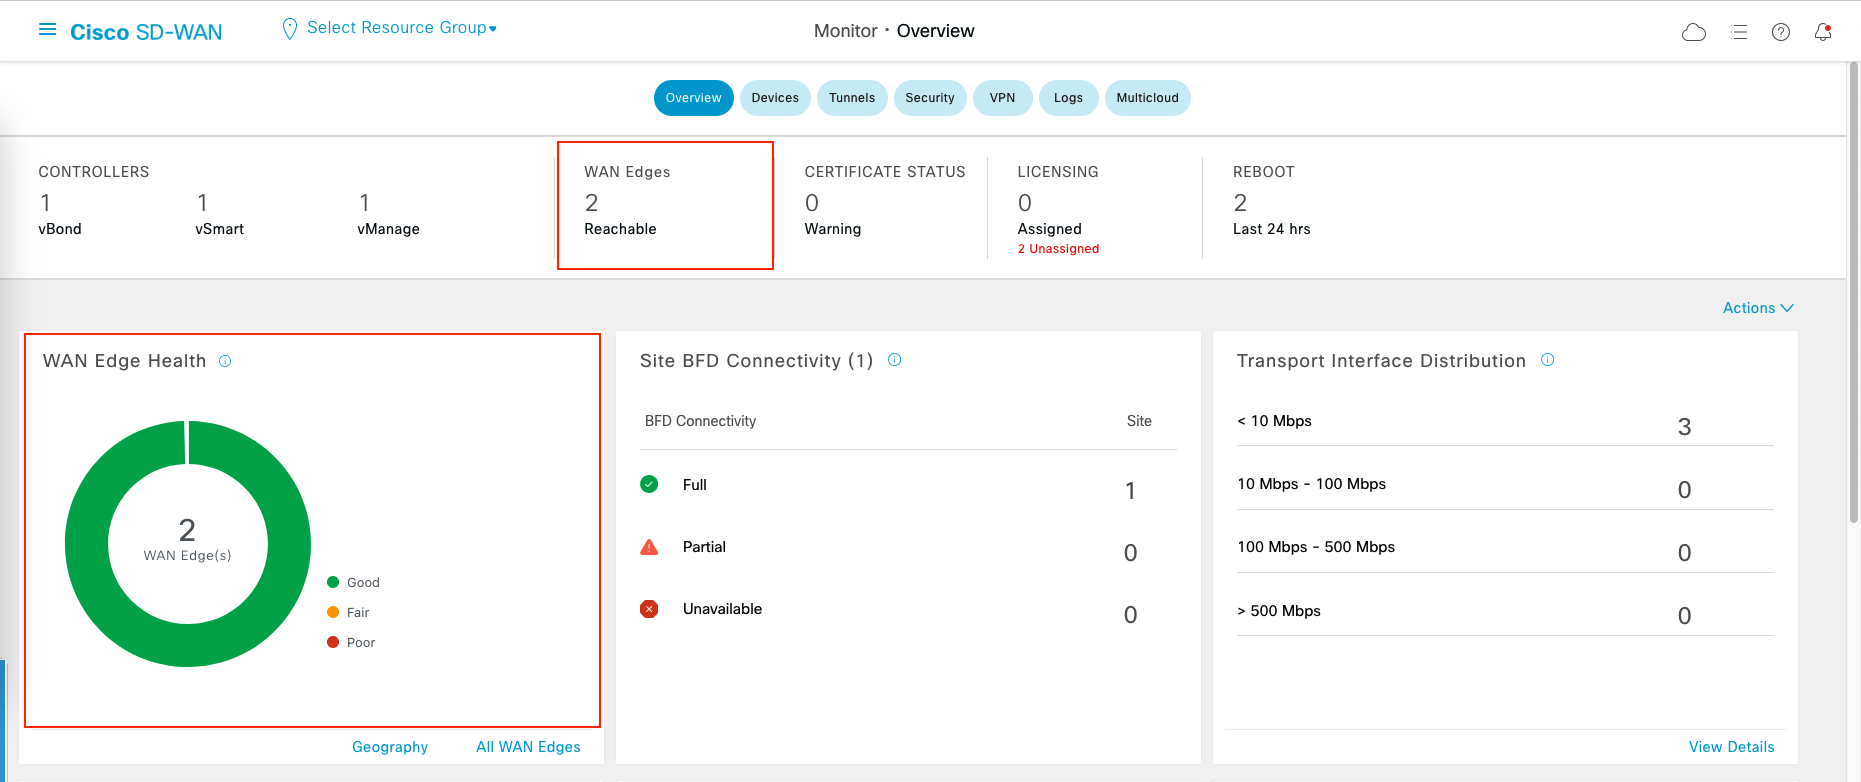 Cisco SD-WAN
Select Resource Group
Monitor · Overview
Overview
Devices
Tunnels
Security
VPN
Logs
Multicloud
CONTROLLERS
1
vBond
1
vSmart
1
vManage
WAN Edges
2
Reachable
CERTIFICATE STATUS
0
Warning
LICENSING
0
Assigned
2 Unassigned
REBOOT
2
Last 24 hrs
Actions
WAN Edge Health
2
WAN Edge(s)
Good
Fair
Poor
Geography
All WAN Edges
Site BFD Connectivity (1)
BFD Connectivity Site
Full 1
Partial 0
Unavailable 0
Transport Interface Distribution
< 10 Mbps 3
10 Mbps - 100 Mbps 0
100 Mbps - 500 Mbps 0
> 500 Mbps 0
View Details